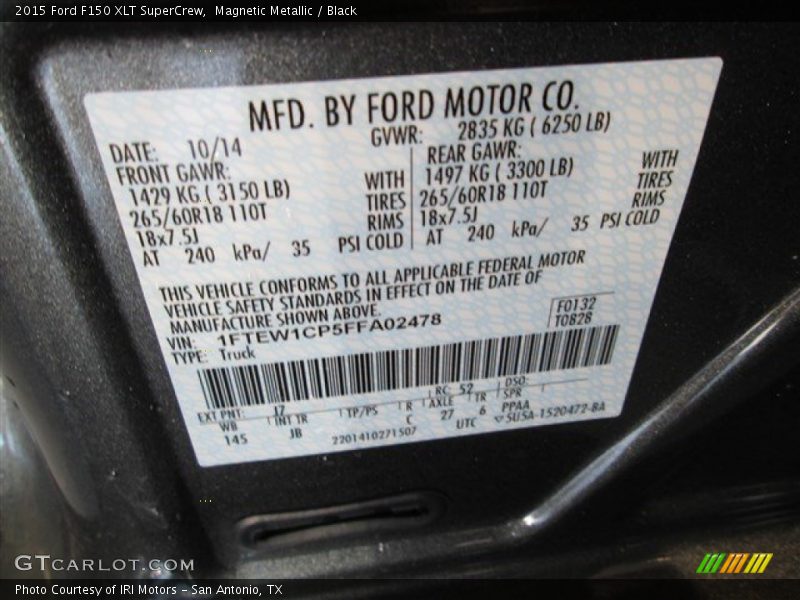 2015 Ford F150 XLT SuperCrew,  Magnetic Metallic / Black
MFD. BY FORD MOTOR CO.
DATE: 10/14 GVWR: 2835 KG ( 6250 LB)
FRONT GAWR: REAR GAWR:
1429 KG ( 3150 LB) WITH 1497 KG ( 3300 LB) WITH
265/60R18 110T TIRES 265/60R18 110T TIRES
18x7.5J RIMS 18x7.5J RIMS
AT 240 kPa/ 35 PSI COLD AT 240 kPa/ 35 PSI COLD
THIS VEHICLE CONFORMS TO ALL APPLICABLE FEDERAL MOTOR
VEHICLE SAFETY STANDARDS IN EFFECT ON THE DATE OF
MANUFACTURE SHOWN ABOVE.
VIN: 1FTEW1CP5FFA02478 F0132
TYPE: Truck T0828
EXT PNT: J7 RC: 52 DSO:
WB INT TR TP/PS R AXLE TR SPR
145 JB C 27 6 PPAA
2201410271507 UTC ▽5U5A-1520472-BA
GTCARLOT.COM
Photo Courtesy of IRI Motors – San Antonio, TX